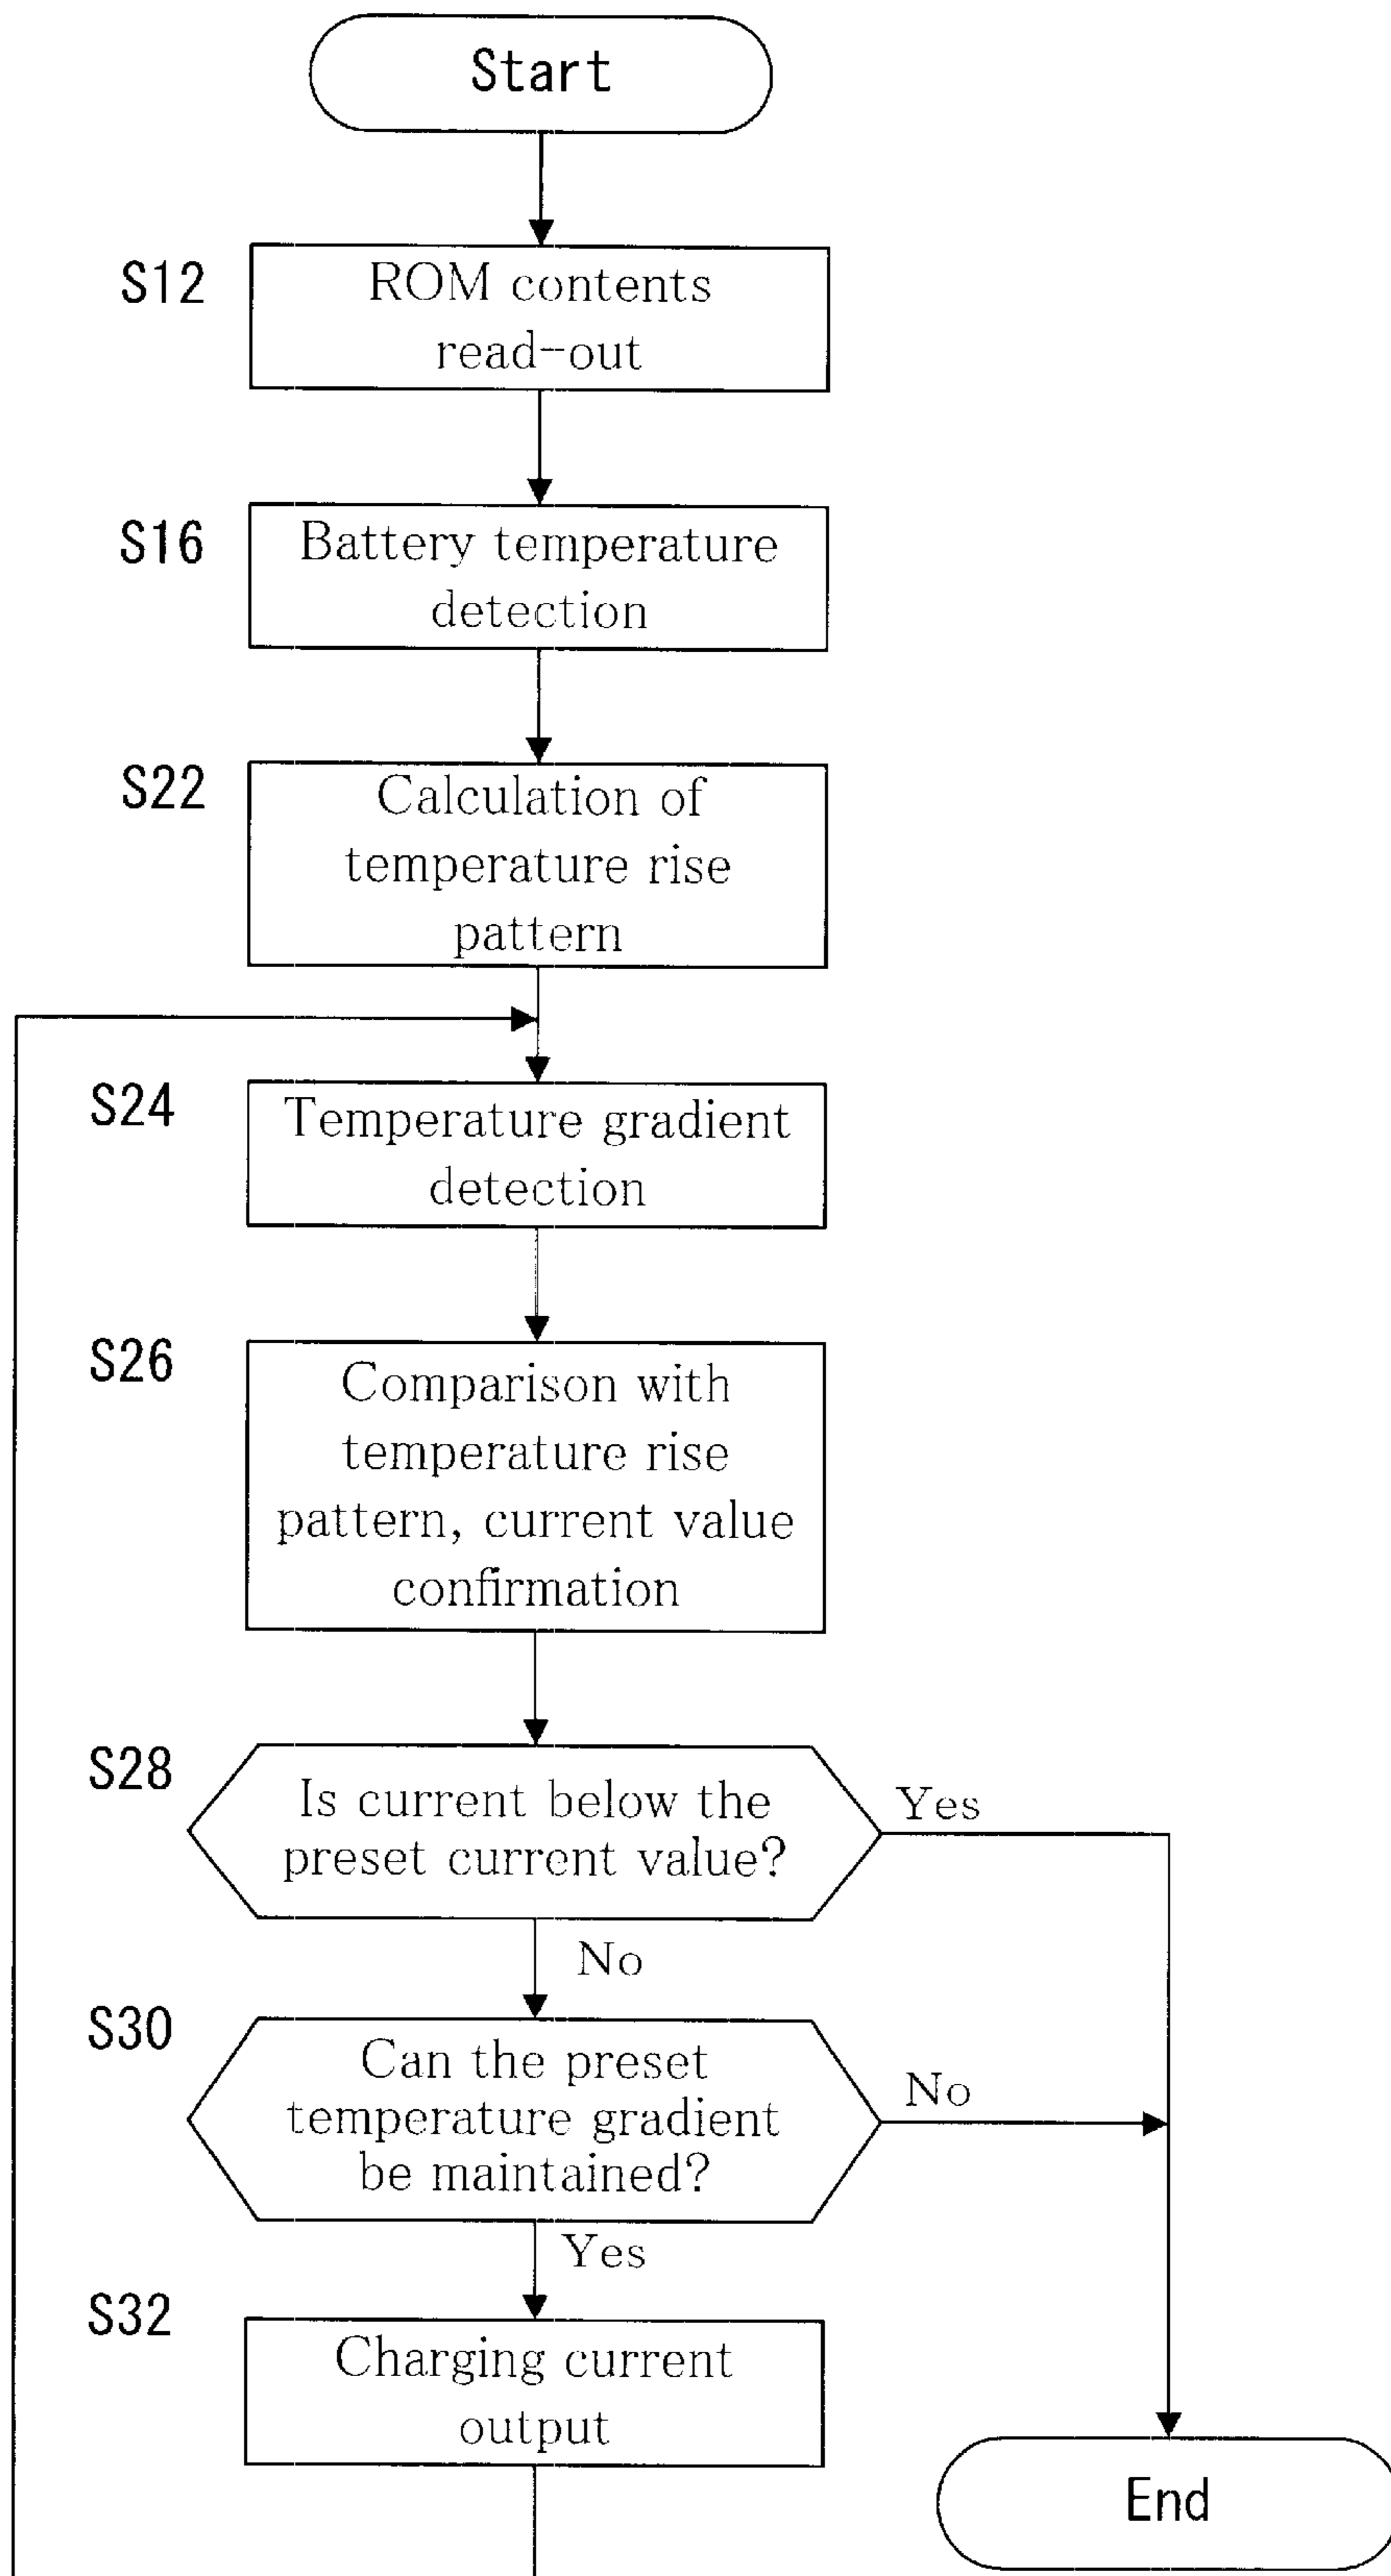 Start
S12
ROM contents
read-out
S16
Battery temperature
detection
S22
Calculation of
temperature rise
pattern
S24
Temperature gradient
detection
S26
Comparison with
temperature rise
pattern, current value
confirmation
S28
Is current below the
preset current value?
Yes
No
S30
Can the preset
temperature gradient
be maintained?
No
Yes
S32
Charging current
output
End